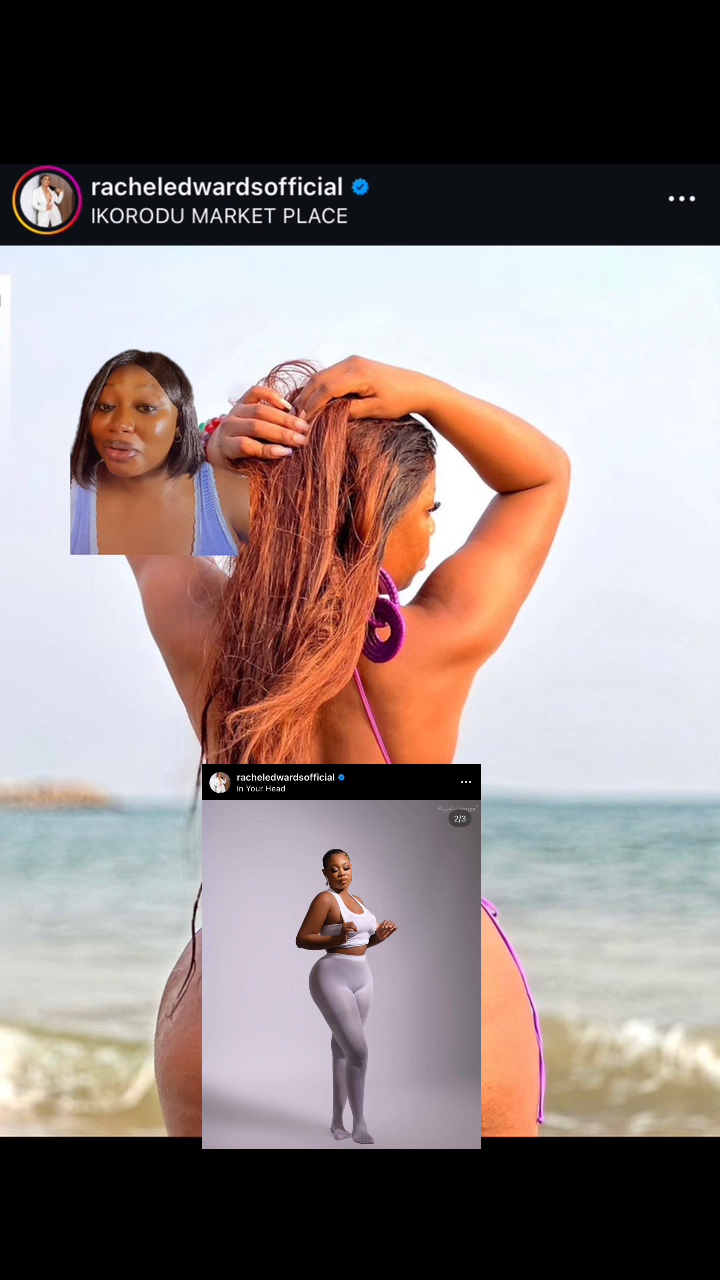 racheledwardsofficial
IKORODU MARKET PLACE
racheledwardsofficial
In Your Head
2/3